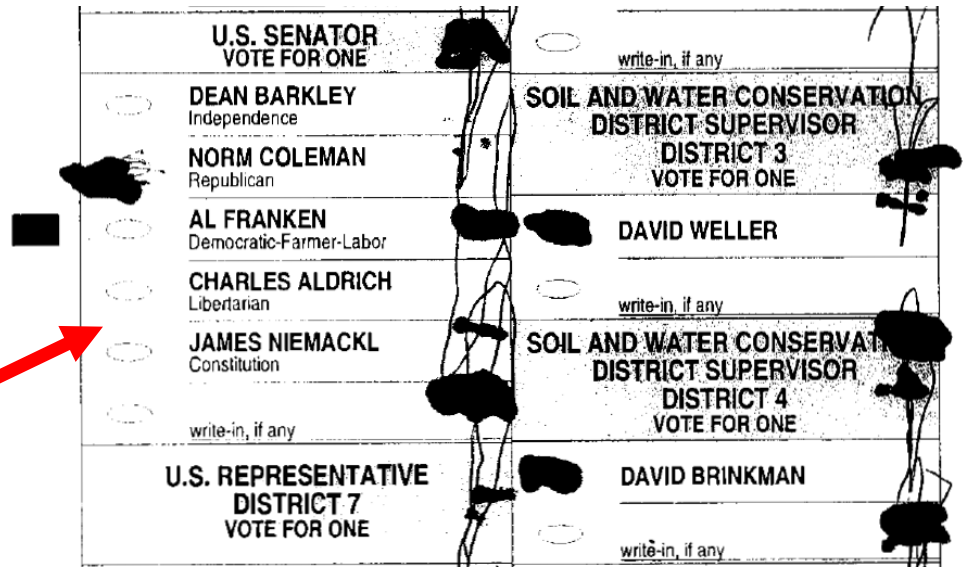 U.S. SENATOR
VOTE FOR ONE
DEAN BARKLEY
Independence
NORM COLEMAN
Republican
AL FRANKEN
Democratic-Farmer-Labor
CHARLES ALDRICH
Libertarian
JAMES NIEMACKL
Constitution
write-in, if any
U.S. REPRESENTATIVE
DISTRICT 7
VOTE FOR ONE
write-in, if any
SOIL AND WATER CONSERVATION
DISTRICT SUPERVISOR
DISTRICT 3
VOTE FOR ONE
DAVID WELLER
write-in, if any
SOIL AND WATER CONSERVAT
DISTRICT SUPERVISOR
DISTRICT 4
VOTE FOR ONE
DAVID BRINKMAN
write-in, if any